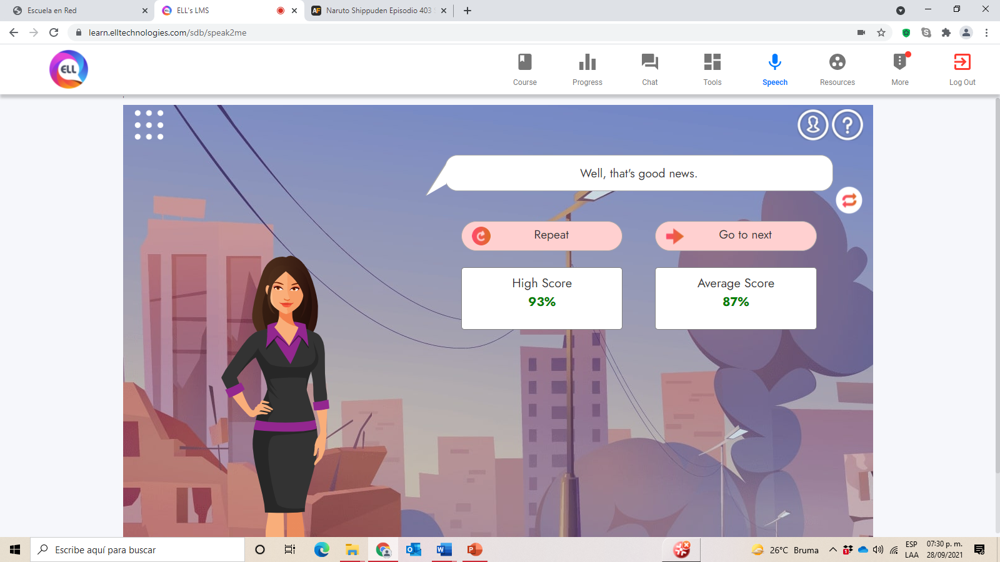 Escuela en Red
ELL's LMS
Naruto Shippuden Episodio 403
learn.elltechnologies.com/sdb/speak2me
ELL
Course
Progress
Chat
Tools
Speech
Resources
More
Log Out
Well, that's good news.
Repeat
Go to next
High Score
93%
Average Score
87%
Escribe aquí para buscar
26°C Bruma
ESP
LAA
07:30 p. m.
28/09/2021